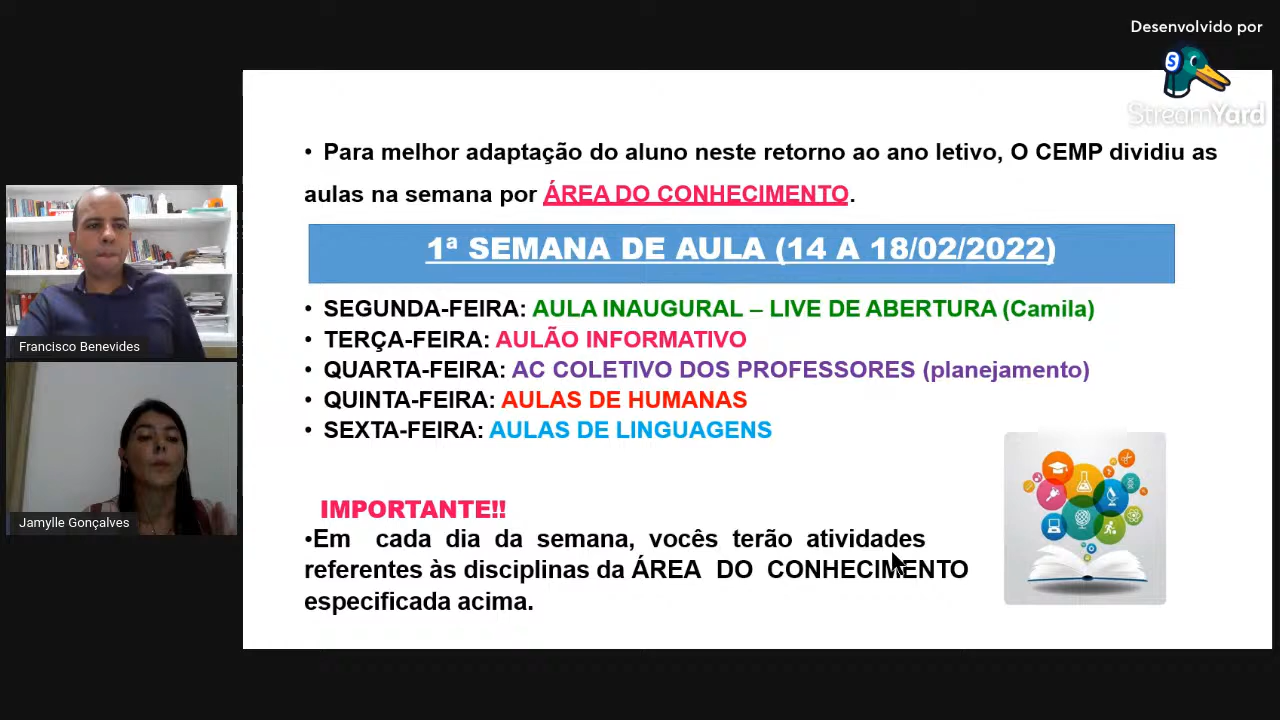 Desenvolvido por
StreamYard
• Para melhor adaptação do aluno neste retorno ao ano letivo, O CEMP dividiu as
aulas na semana por ÁREA DO CONHECIMENTO.
1ª SEMANA DE AULA (14 A 18/02/2022)
• SEGUNDA-FEIRA: AULA INAUGURAL – LIVE DE ABERTURA (Camila)
• TERÇA-FEIRA: AULÃO INFORMATIVO
• QUARTA-FEIRA: AC COLETIVO DOS PROFESSORES (planejamento)
• QUINTA-FEIRA: AULAS DE HUMANAS
• SEXTA-FEIRA: AULAS DE LINGUAGENS
IMPORTANTE!!
•Em cada dia da semana, vocês terão atividades
referentes às disciplinas da ÁREA DO CONHECIMENTO
especificada acima.
Francisco Benevides
Jamylle Gonçalves